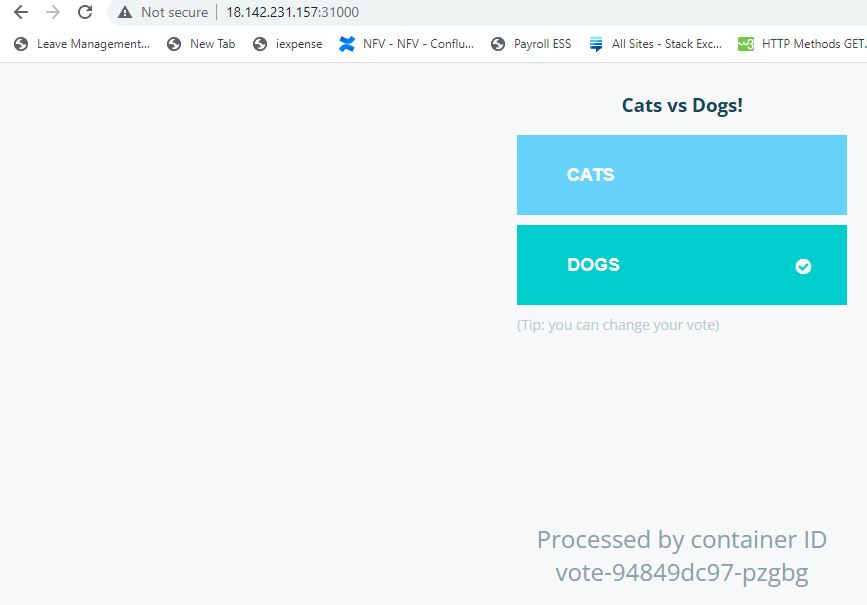 Not secure | 18.142.231.157:31000
Leave Management... New Tab iexpense NFV - NFV - Conflu... Payroll ESS All Sites - Stack Exc... HTTP Methods GET.
Cats vs Dogs!
CATS
DOGS
(Tip: you can change your vote)
Processed by container ID
vote-94849dc97-pzgbg